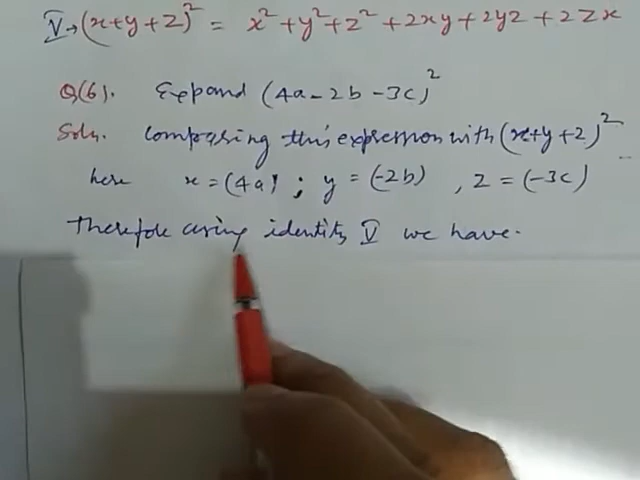 V→ (x+y+z)² = x² + y² + z² + 2xy + 2yz + 2zx
Q(6). Expand (4a - 2b - 3c)²
Soln. Comparing this expression with (x+y+z)²
here x = (4a) ; y = (-2b) , z = (-3c)
Therefore using identity V we have.